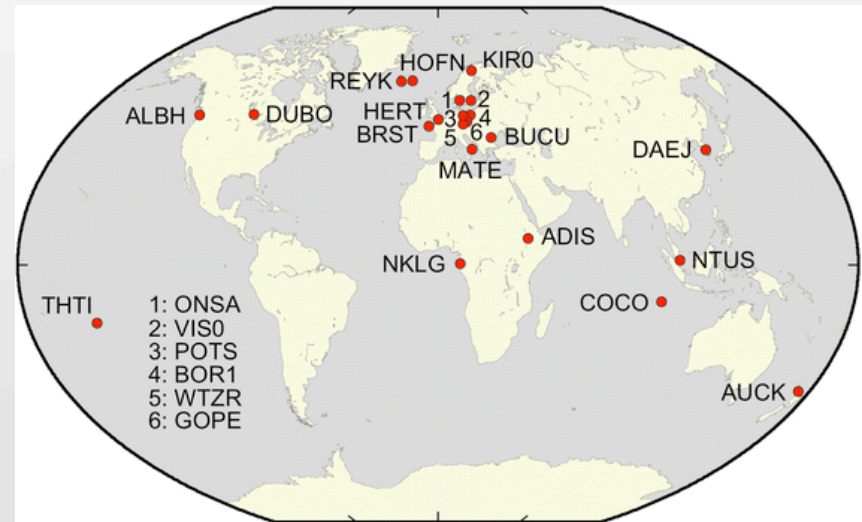 HOFN
KIR0
REYK
1
2
ALBH
DUBO
HERT
3
4
BRST
5
6
BUCU
DAEJ
MATE
ADIS
NKLG
NTUS
COCO
THTI
1: ONSA
2: VIS0
3: POTS
4: BOR1
5: WTZR
6: GOPE
AUCK